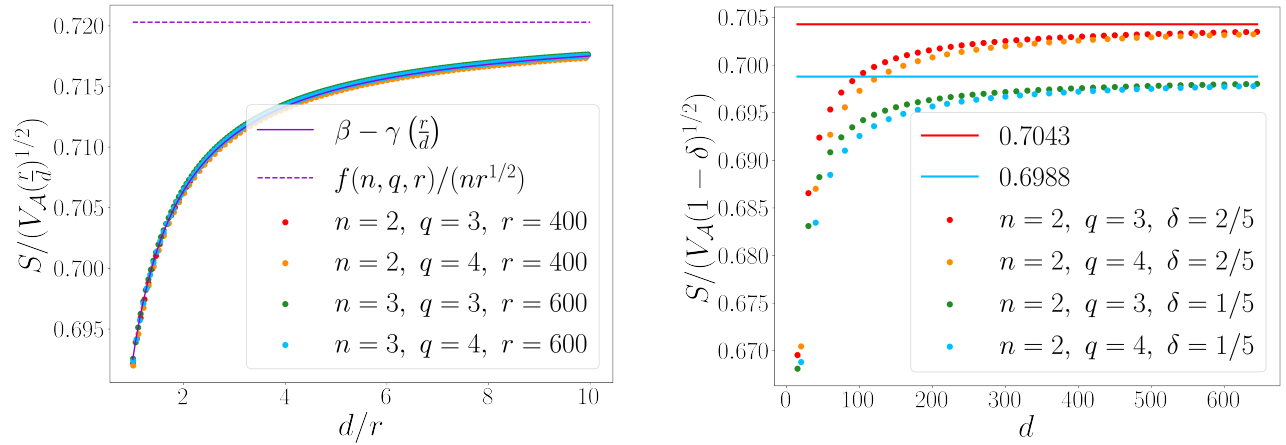 0.720
0.715
0.710
0.705
0.700
0.695
S/(V_A(r/d)^{1/2})
β − γ (r/d)
f(n, q, r)/(nr^{1/2})
n = 2, q = 3, r = 400
n = 2, q = 4, r = 400
n = 3, q = 3, r = 600
n = 3, q = 4, r = 600
2 4 6 8 10
d/r
0.705
0.700
0.695
0.690
0.685
0.680
0.675
0.670
S/(V_A(1 − δ)^{1/2})
0.7043
0.6988
n = 2, q = 3, δ = 2/5
n = 2, q = 4, δ = 2/5
n = 2, q = 3, δ = 1/5
n = 2, q = 4, δ = 1/5
0 100 200 300 400 500 600
d